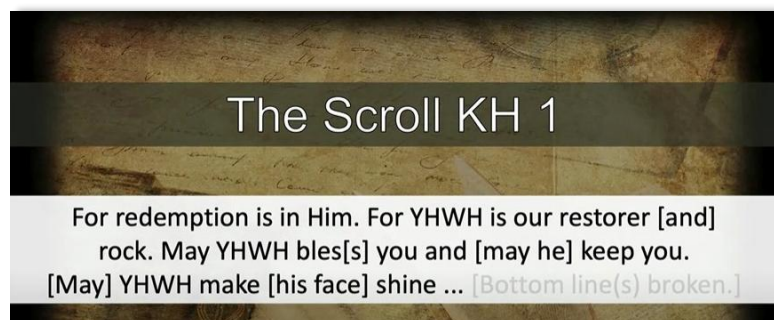 The Scroll KH 1
For redemption is in Him. For YHWH is our restorer [and]
rock. May YHWH bles[s] you and [may he] keep you.
[May] YHWH make [his face] shine ... [Bottom line(s) broken.]